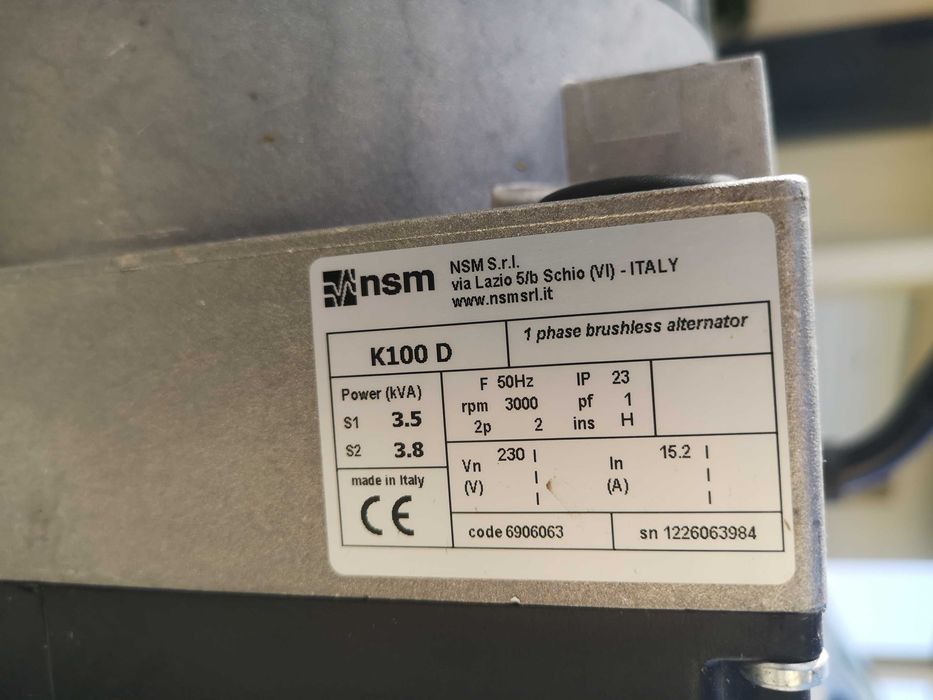 nsm
NSM S.r.l.
via Lazio 5/b Schio (VI) - ITALY
www.nsmsrl.it
K100 D
1 phase brushless alternator
Power (kVA)
S1 3.5
S2 3.8
F 50Hz IP 23
rpm 3000 pf 1
2p 2 ins H
Vn 230 |
(V) |
|
In 15.2 |
(A) |
|
made in Italy
CE
code 6906063
sn 1226063984